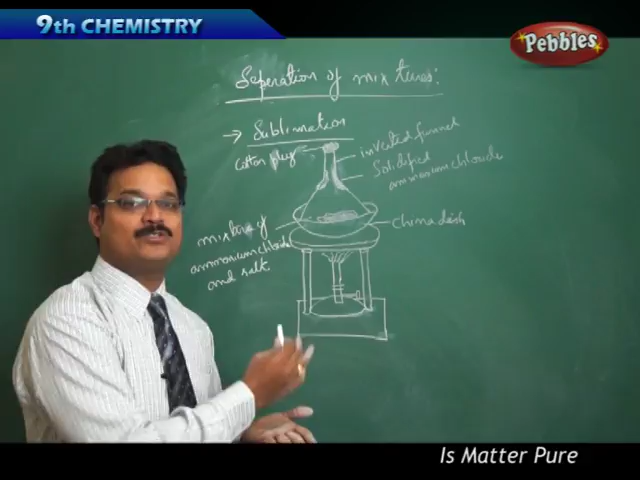 9th CHEMISTRY
Pebbles
Seperation of mixtures:
→ Sublimation
Cotton plug
inverted funnel
Solidified
ammonium chloride
mixture of
ammonium chloride
and salt
China dish
Is Matter Pure